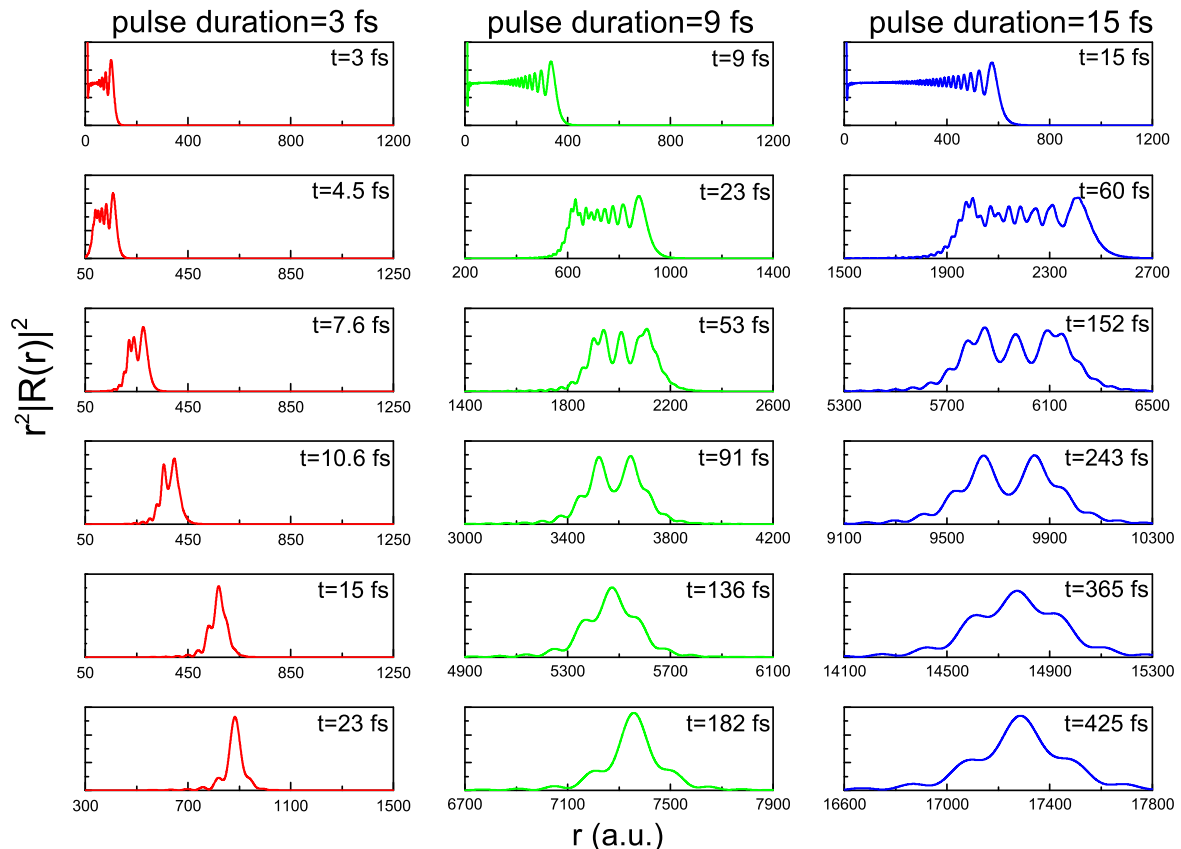 pulse duration=3 fs pulse duration=9 fs pulse duration=15 fs
t=3 fs t=9 fs t=15 fs
0 400 800 1200 0 400 800 1200 0 400 800 1200
t=4.5 fs t=23 fs t=60 fs
50 450 850 1250 200 600 1000 1400 1500 1900 2300 2700
r²|R(r)|²
t=7.6 fs t=53 fs t=152 fs
50 450 850 1250 1400 1800 2200 2600 5300 5700 6100 6500
t=10.6 fs t=91 fs t=243 fs
50 450 850 1250 3000 3400 3800 4200 9100 9500 9900 10300
t=15 fs t=136 fs t=365 fs
50 450 850 1250 4900 5300 5700 6100 14100 14500 14900 15300
t=23 fs t=182 fs t=425 fs
300 700 1100 1500 6700 7100 7500 7900 16600 17000 17400 17800
r (a.u.)